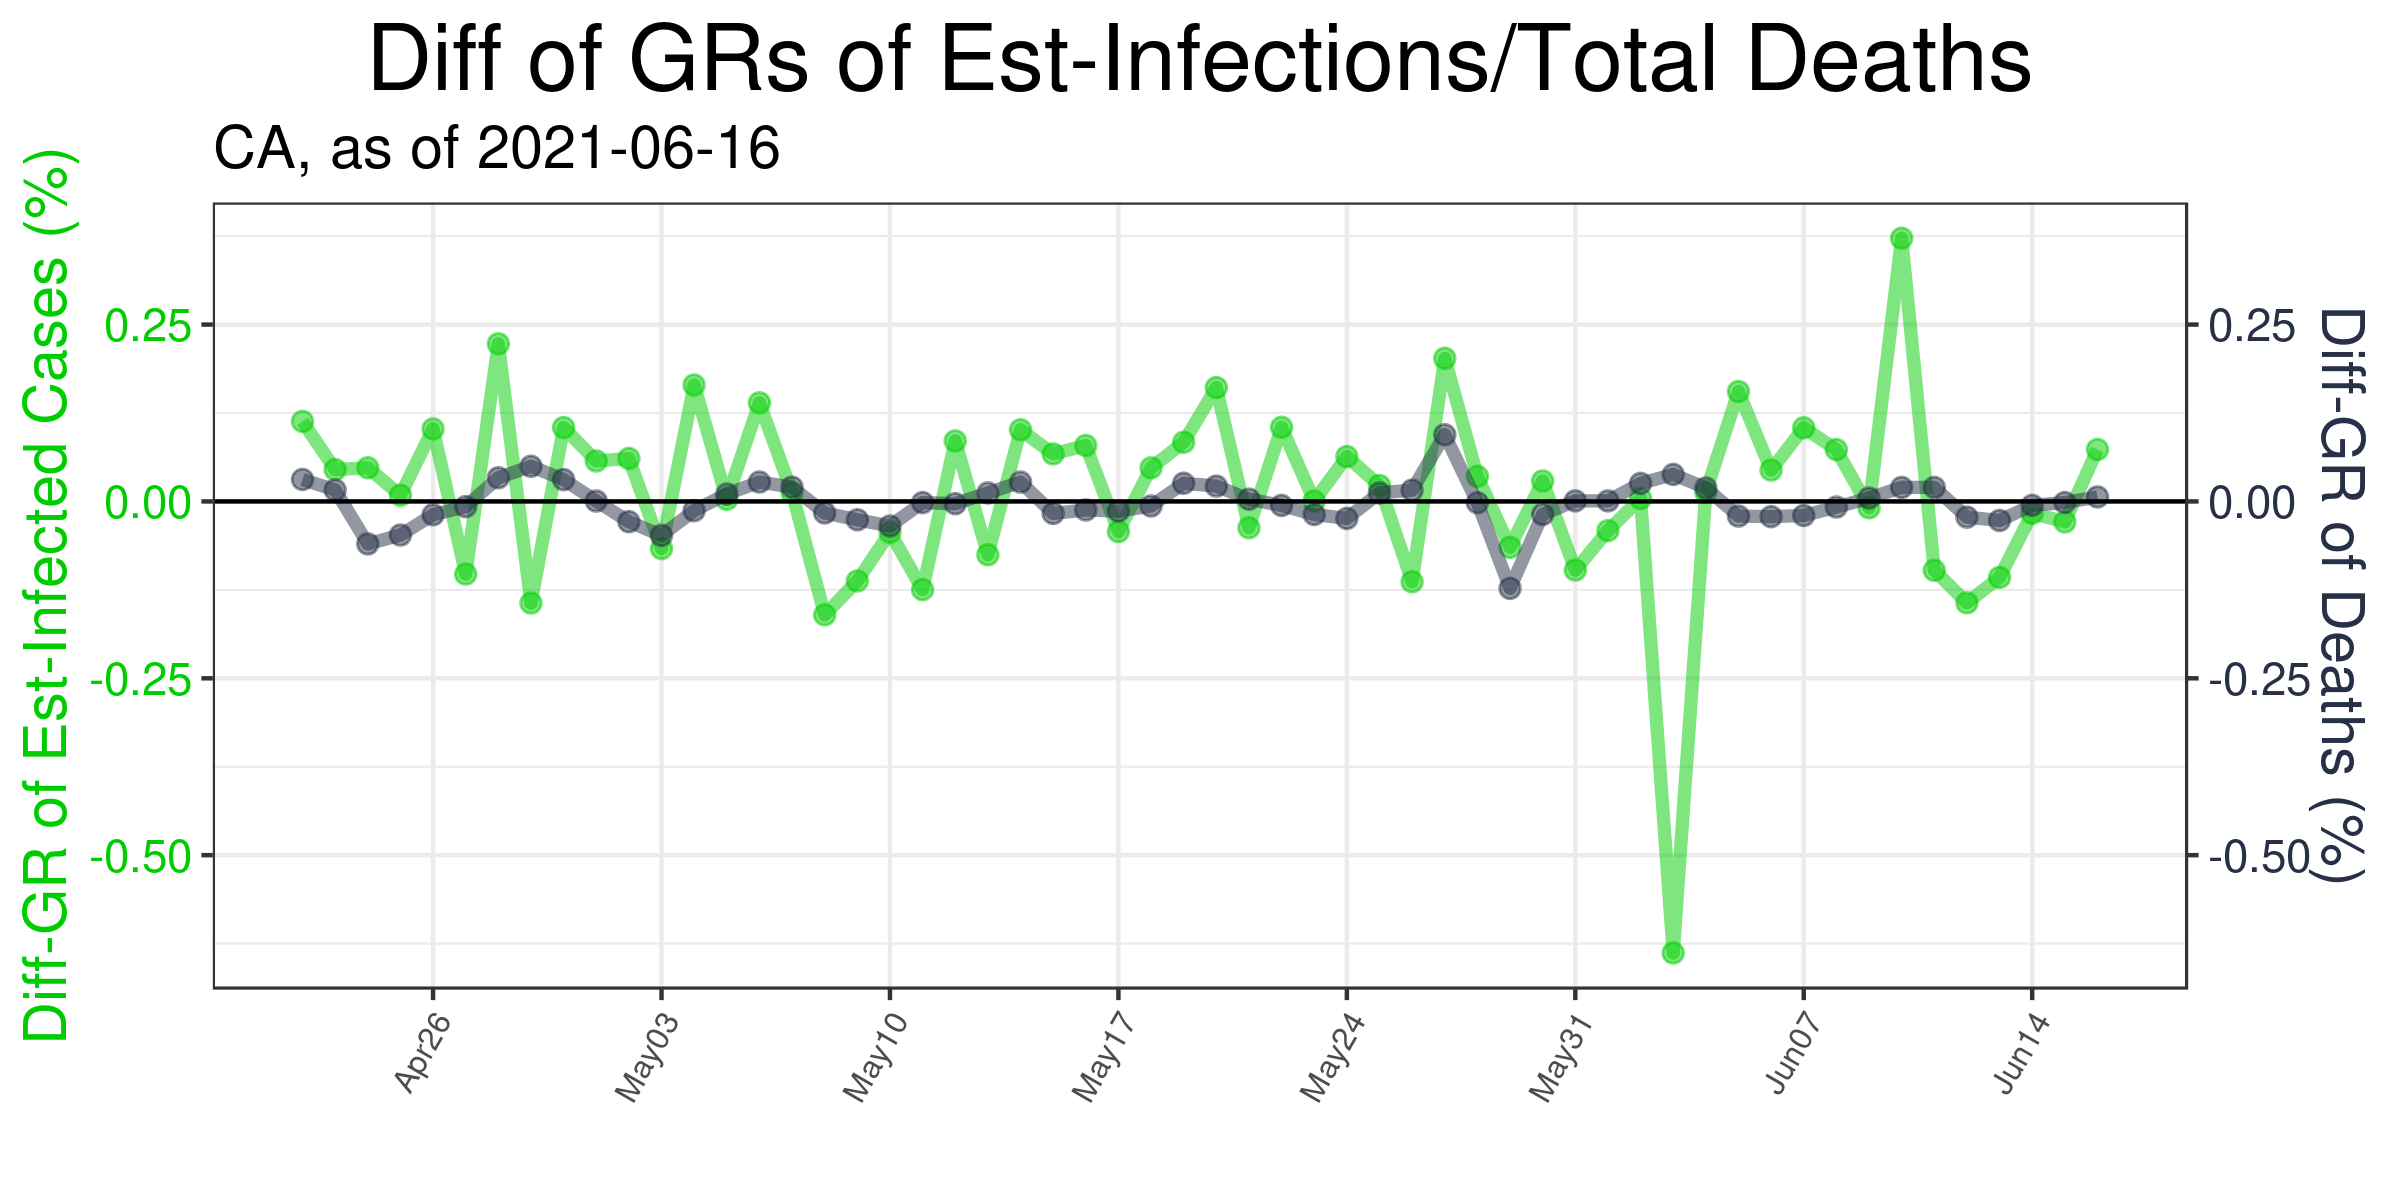 Diff of GRs of Est-Infections/Total Deaths
CA, as of 2021-06-16
Diff-GR of Est-Infected Cases (%)
0.25
0.00
-0.25
-0.50
0.25
0.00
-0.25
-0.50
Diff-GR of Deaths (%)
Apr26
May03
May10
May17
May24
May31
Jun07
Jun14